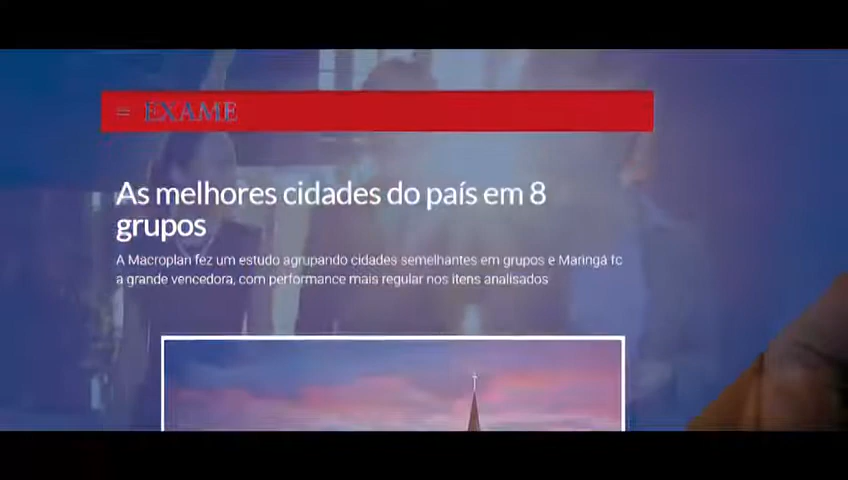 EXAME
As melhores cidades do país em 8
grupos
A Macroplan fez um estudo agrupando cidades semelhantes em grupos e Maringá fc
a grande vencedora, com performance mais regular nos itens analisados